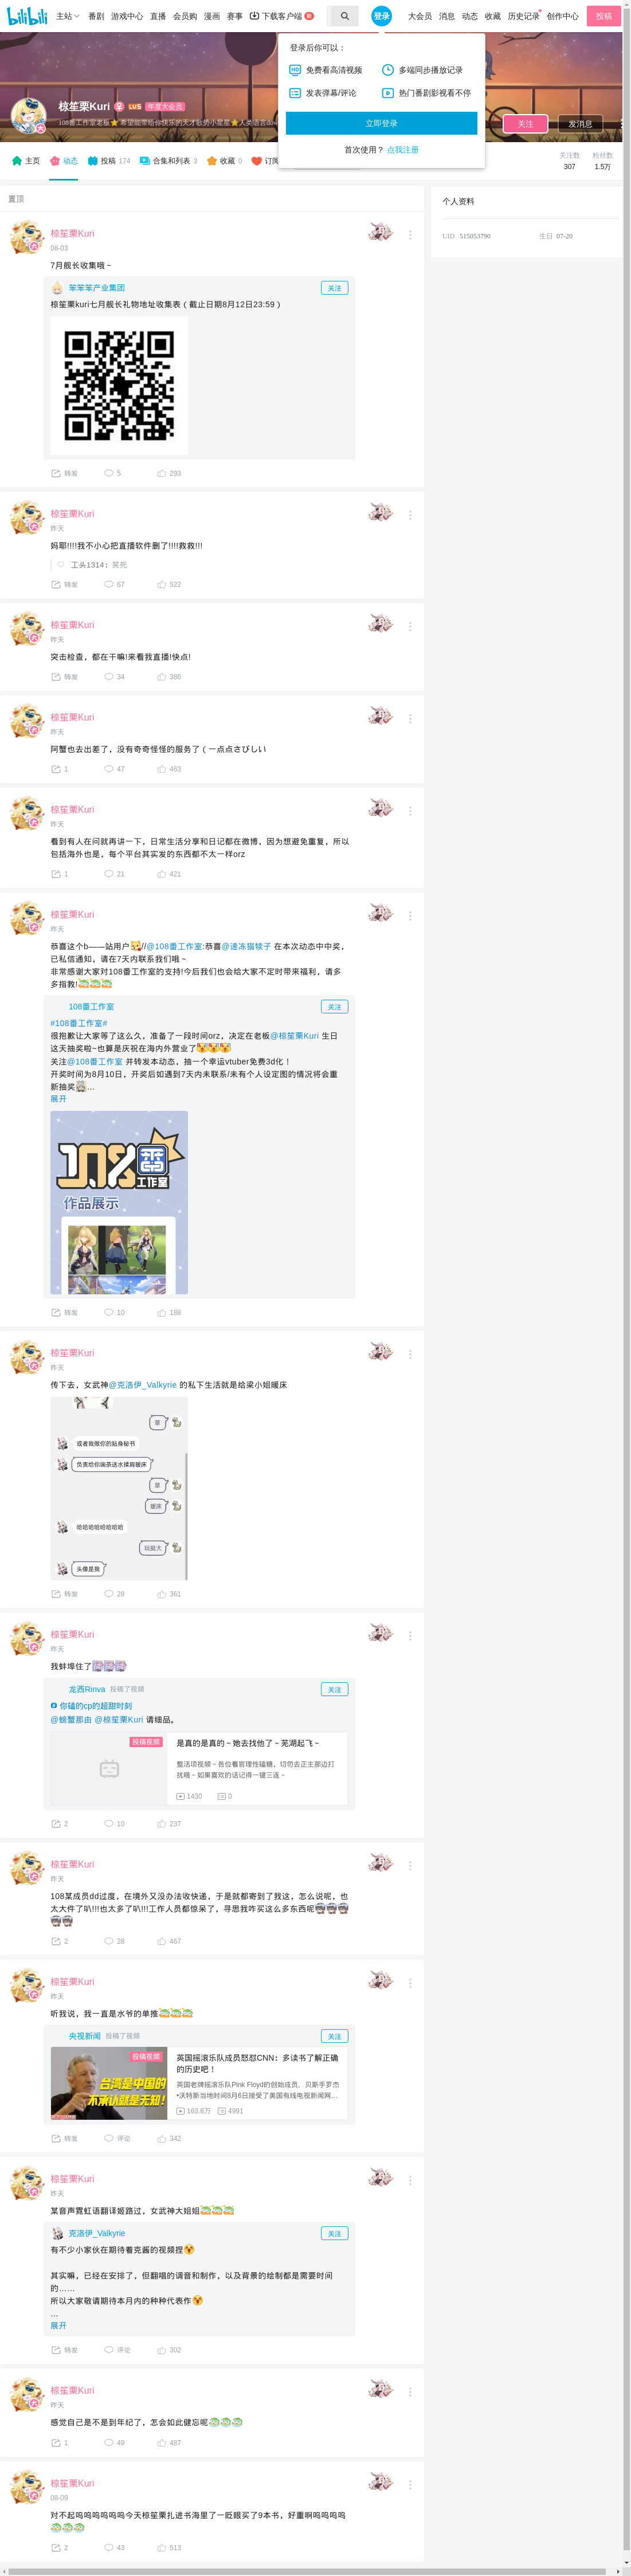 bilibili 主站 番剧 游戏中心 直播 会员购 漫画 赛事 下载客户端 登录 大会员 消息 动态 收藏 历史记录 创作中心 投稿
登录后你可以：
免费看高清视频 多端同步播放记录
发表弹幕/评论 热门番剧影视看不停
立即登录
首次使用？ 点我注册
椋笙栗Kuri LV5 年度大会员
关注 发消息
主页 动态 投稿 174 合集和列表 3 收藏 0 订阅
关注数 粉丝数
307 1.5万
置顶
个人资料
UID 515053790 生日 07-20
椋笙栗Kuri
08-03
7月舰长收集哦～
笨笨笨产业集团 关注
椋笙栗kuri七月舰长礼物地址收集表（截止日期8月12日23:59）
转发 5 293
椋笙栗Kuri
昨天
妈耶!!!!我不小心把直播软件删了!!!!救救!!!
工头1314：笑死
转发 67 522
椋笙栗Kuri
昨天
突击检查，都在干嘛!来看我直播!快点!
转发 34 386
椋笙栗Kuri
昨天
阿蟹也去出差了，没有奇奇怪怪的服务了（一点点さびしい
1 47 463
椋笙栗Kuri
昨天
看到有人在问就再讲一下，日常生活分享和日记都在微博，因为想避免重复，所以
包括海外也是，每个平台其实发的东西都不太一样orz
1 21 421
椋笙栗Kuri
昨天
恭喜这个b——站用户//@108番工作室:恭喜@速冻猫犊子 在本次动态中中奖，
已私信通知，请在7天内联系我们哦～
非常感谢大家对108番工作室的支持!今后我们也会给大家不定时带来福利，请多
多指教!
108番工作室 关注
#108番工作室#
很抱歉让大家等了这么久，准备了一段时间orz，决定在老板@椋笙栗Kuri 生日
这天抽奖啦~也算是庆祝在海内外营业了
关注@108番工作室 并转发本动态，抽一个幸运vtuber免费3d化！
开奖时间为8月10日，开奖后如遇到7天内未联系/未有个人设定图的情况将会重
新抽奖...
展开
108番
工作室
作品展示
转发 10 188
椋笙栗Kuri
昨天
传下去，女武神@克洛伊_Valkyrie 的私下生活就是给梁小姐暖床
草
或者我做你的贴身秘书
负责给你端茶送水揉肩暖床
草
暖床
哈哈哈哈哈哈哈哈
玩挺大
头像是我
转发 28 361
椋笙栗Kuri
昨天
我蚌埠住了
龙西Rinva 投稿了视频 关注
你磕的cp的超甜时刻
@螃蟹那由 @椋笙栗Kuri 请细品。
投稿视频
是真的是真的～她去找他了～芜湖起飞～
整活项视频～各位看官理性磕糖，切勿去正主那边打
扰哦～如果喜欢的话记得一键三连～
1430 0
2 10 237
椋笙栗Kuri
昨天
108某成员dd过度，在境外又没办法收快递，于是就都寄到了我这，怎么说呢，也
太大件了叭!!!也太多了叭!!!工作人员都惊呆了，寻思我咋买这么多东西呢
2 28 467
椋笙栗Kuri
昨天
听我说，我一直是水爷的单推
央视新闻 投稿了视频 关注
投稿视频
台湾是中国的
不承认就是无知!
英国摇滚乐队成员怒怼CNN：多读书了解正确
的历史吧！
英国老牌摇滚乐队Pink Floyd的创始成员、贝斯手罗杰
•沃特斯当地时间8月6日接受了美国有线电视新闻网...
163.8万 4991
转发 评论 342
椋笙栗Kuri
昨天
某音声霓虹语翻译姬路过，女武神大姐姐
克洛伊_Valkyrie 关注
有不少小家伙在期待着克酱的视频捏
其实嘛，已经在安排了，但翻唱的调音和制作，以及背景的绘制都是需要时间
的……
所以大家敬请期待本月内的种种代表作
...
展开
转发 评论 302
椋笙栗Kuri
昨天
感觉自己是不是到年纪了，怎会如此健忘呢
1 49 487
椋笙栗Kuri
08-09
对不起呜呜呜呜呜呜今天椋笙栗扎进书海里了一眨眼买了9本书，好重啊呜呜呜呜
2 43 513